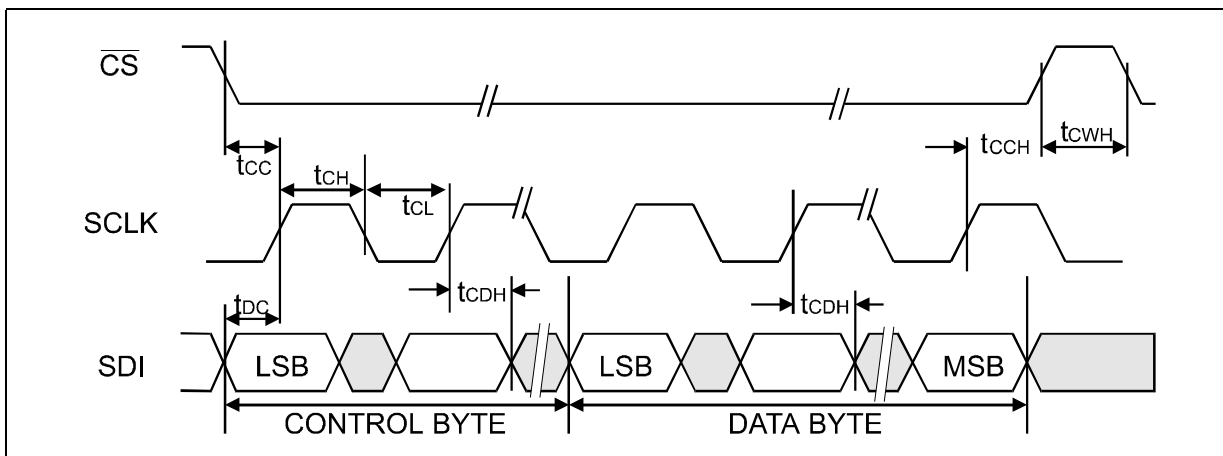 CS
tCC
tCH
tCL
tCCH
tCWH
SCLK
tDC
tCDH
tCDH
SDI
LSB
LSB
MSB
CONTROL BYTE
DATA BYTE